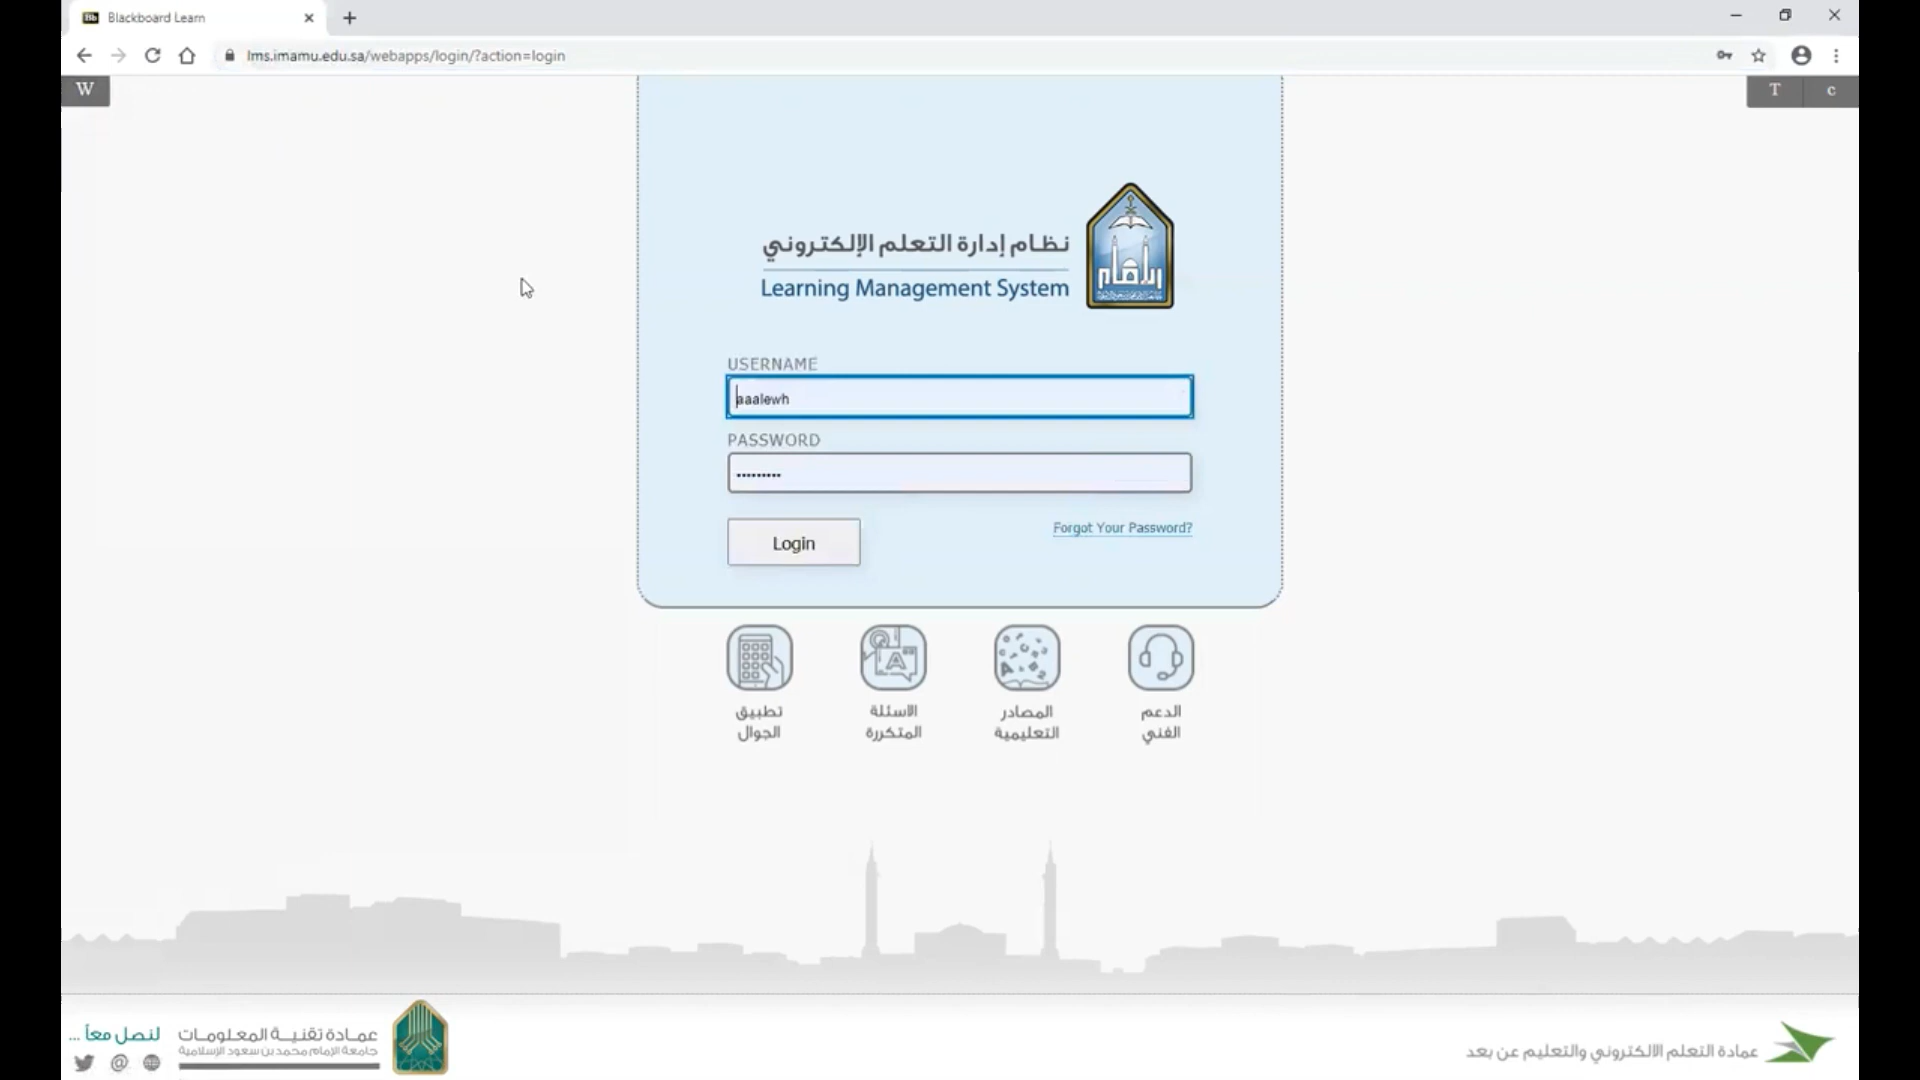 Blackboard Learn
lms.imamu.edu.sa/webapps/login/?action=login
W
T
c
نظام إدارة التعلم الإلكتروني
Learning Management System
USERNAME
aaalewh
PASSWORD
•••••••••
Login
Forgot Your Password?
تطبيق
الجوال
الاسئلة
المتكررة
المصادر
التعليمية
الدعم
الفني
لنصل معاً ...
عمادة تقنية المعلومات
جامعة الإمام محمد بن سعود الإسلامية
عمادة التعلم الالكتروني والتعليم عن بعد